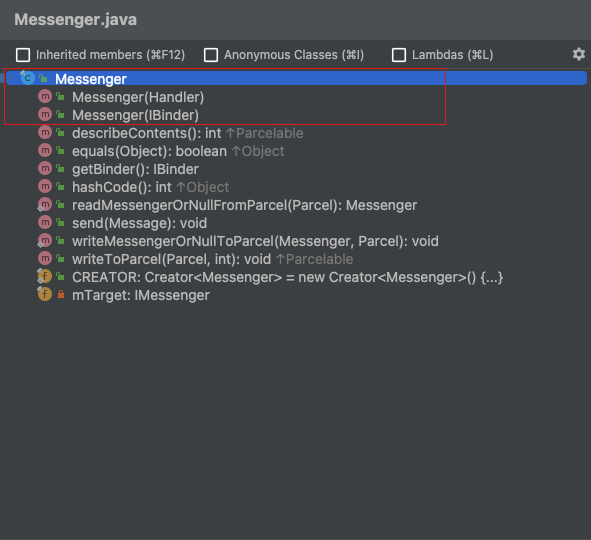 Messenger.java
Inherited members (⌘F12) Anonymous Classes (⌘I) Lambdas (⌘L)
C Messenger
m Messenger(Handler)
m Messenger(IBinder)
m describeContents(): int ↑Parcelable
m equals(Object): boolean ↑Object
m getBinder(): IBinder
m hashCode(): int ↑Object
m readMessengerOrNullFromParcel(Parcel): Messenger
m send(Message): void
m writeMessengerOrNullToParcel(Messenger, Parcel): void
m writeToParcel(Parcel, int): void ↑Parcelable
f CREATOR: Creator<Messenger> = new Creator<Messenger>() {...}
f mTarget: IMessenger